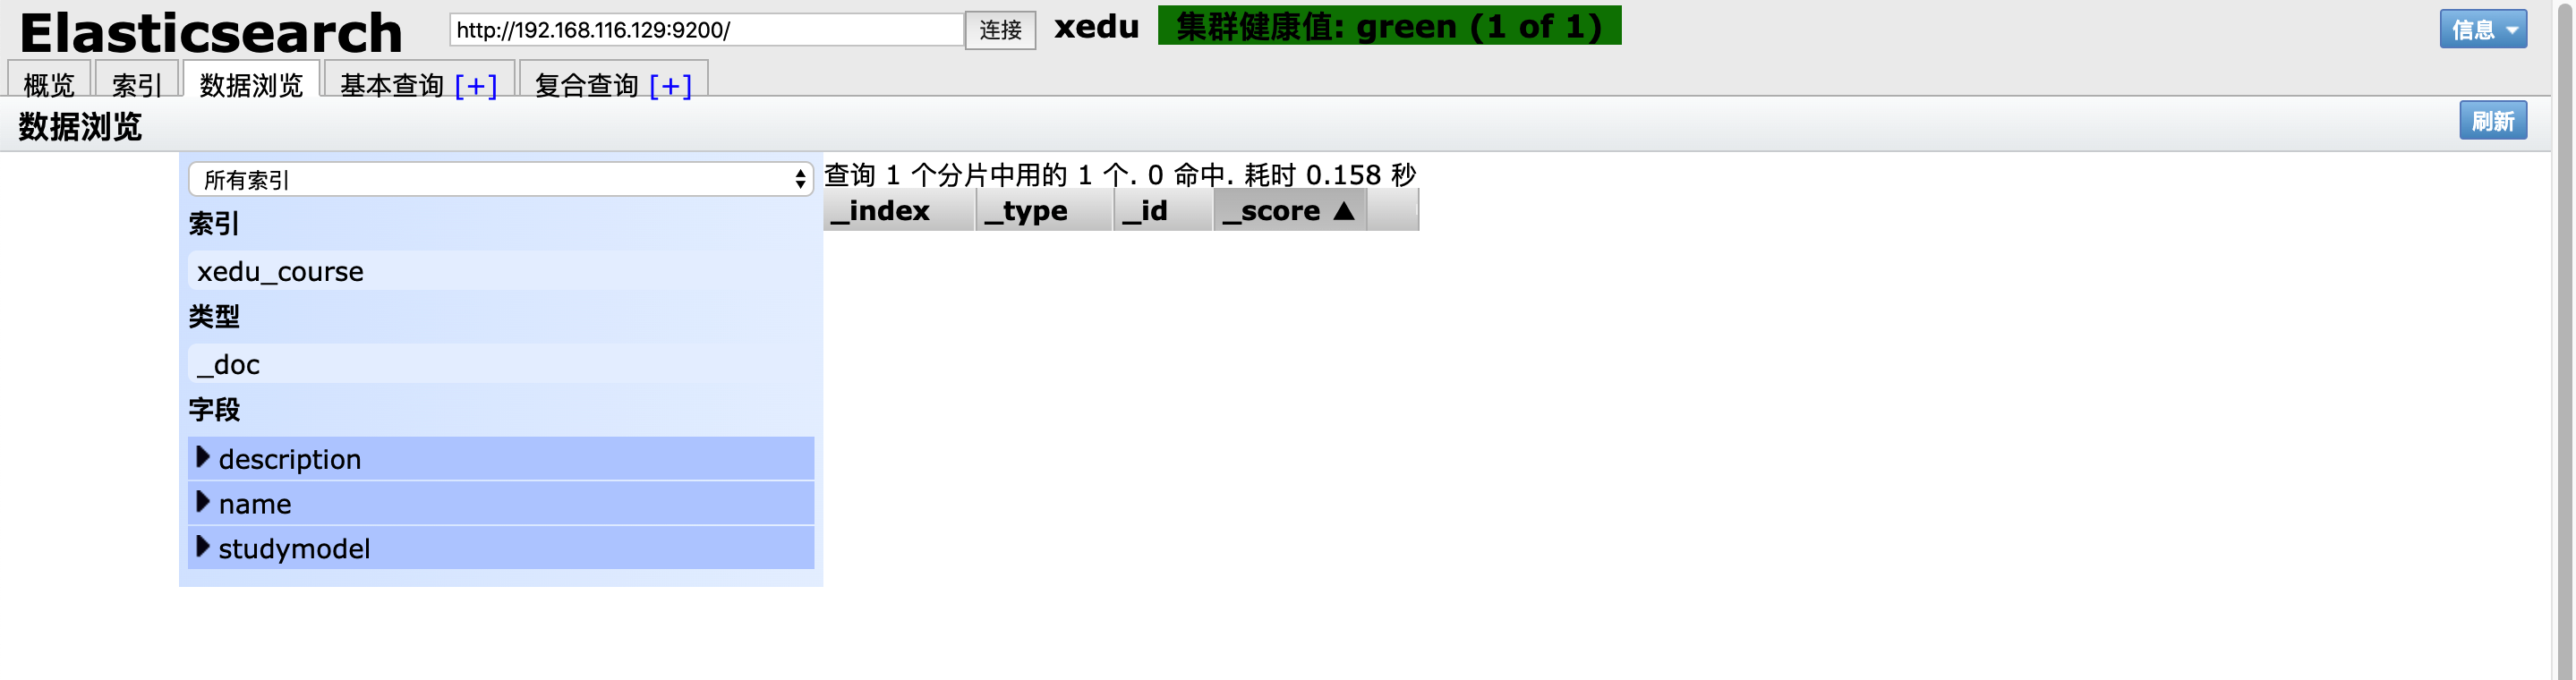 Elasticsearch http://192.168.116.129:9200/ 连接 xedu 集群健康值: green (1 of 1) 信息
概览 索引 数据浏览 基本查询 [+] 复合查询 [+]
数据浏览 刷新
所有索引
索引
xedu_course
类型
_doc
字段
description
name
studymodel
查询 1 个分片中用的 1 个. 0 命中. 耗时 0.158 秒
_index _type _id _score ▲